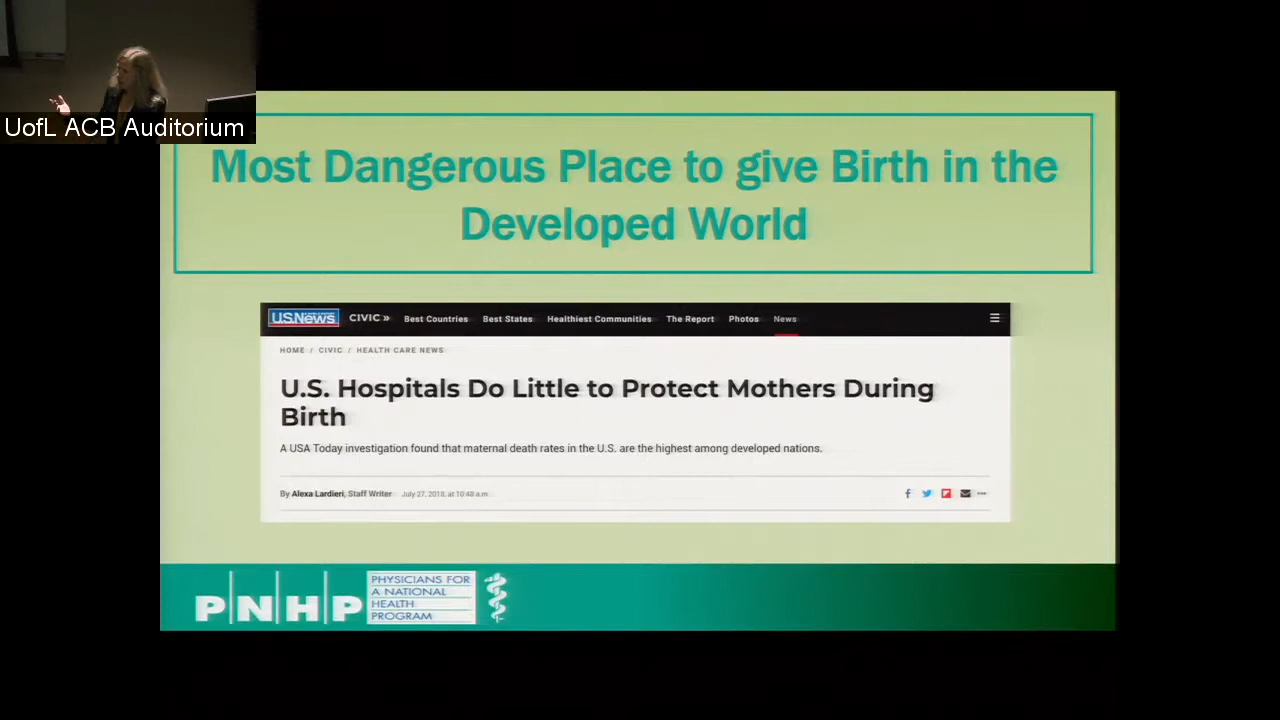 UofL ACB Auditorium
Most Dangerous Place to give Birth in the
Developed World
U.S.News CIVIC » Best Countries Best States Healthiest Communities The Report Photos News
HOME / CIVIC / HEALTH CARE NEWS
U.S. Hospitals Do Little to Protect Mothers During
Birth
A USA Today investigation found that maternal death rates in the U.S. are the highest among developed nations.
By Alexa Lardieri, Staff Writer July 27, 2018, at 10:48 a.m.
PNHP
PHYSICIANS FOR
A NATIONAL
HEALTH
PROGRAM